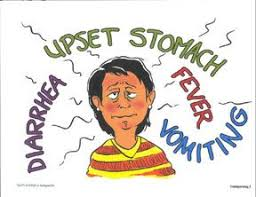 DIARRHEA
UPSET STOMACH
FEVER
VOMITING